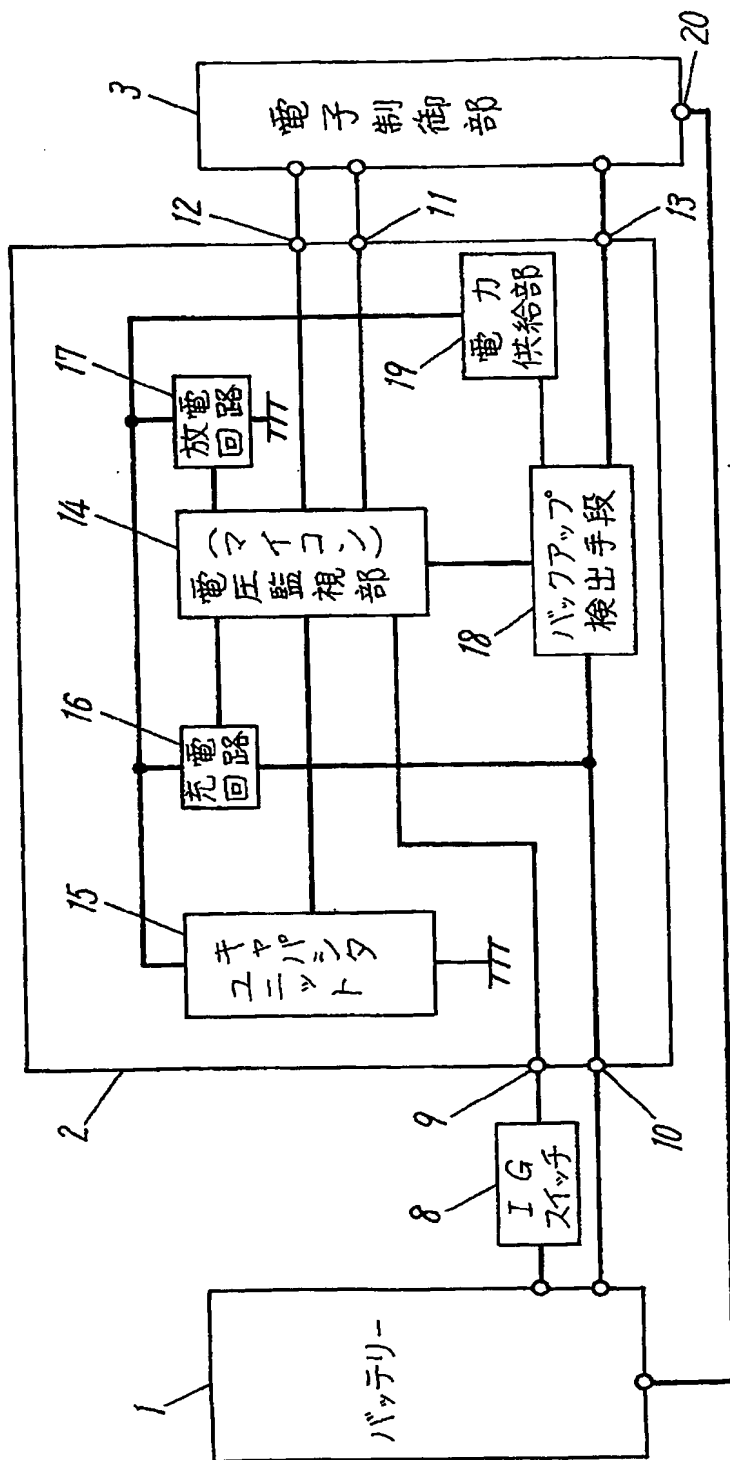 1
バッテリー
8
IG
スイッチ
9
10
2
15
キャパシタ
ユニット
16
充電
回路
14
(マイコン)
電圧監視
部
17
放電
回路
18
バックアップ
検出手段
19
電力
供給部
12
11
13
3
電子制御部
20